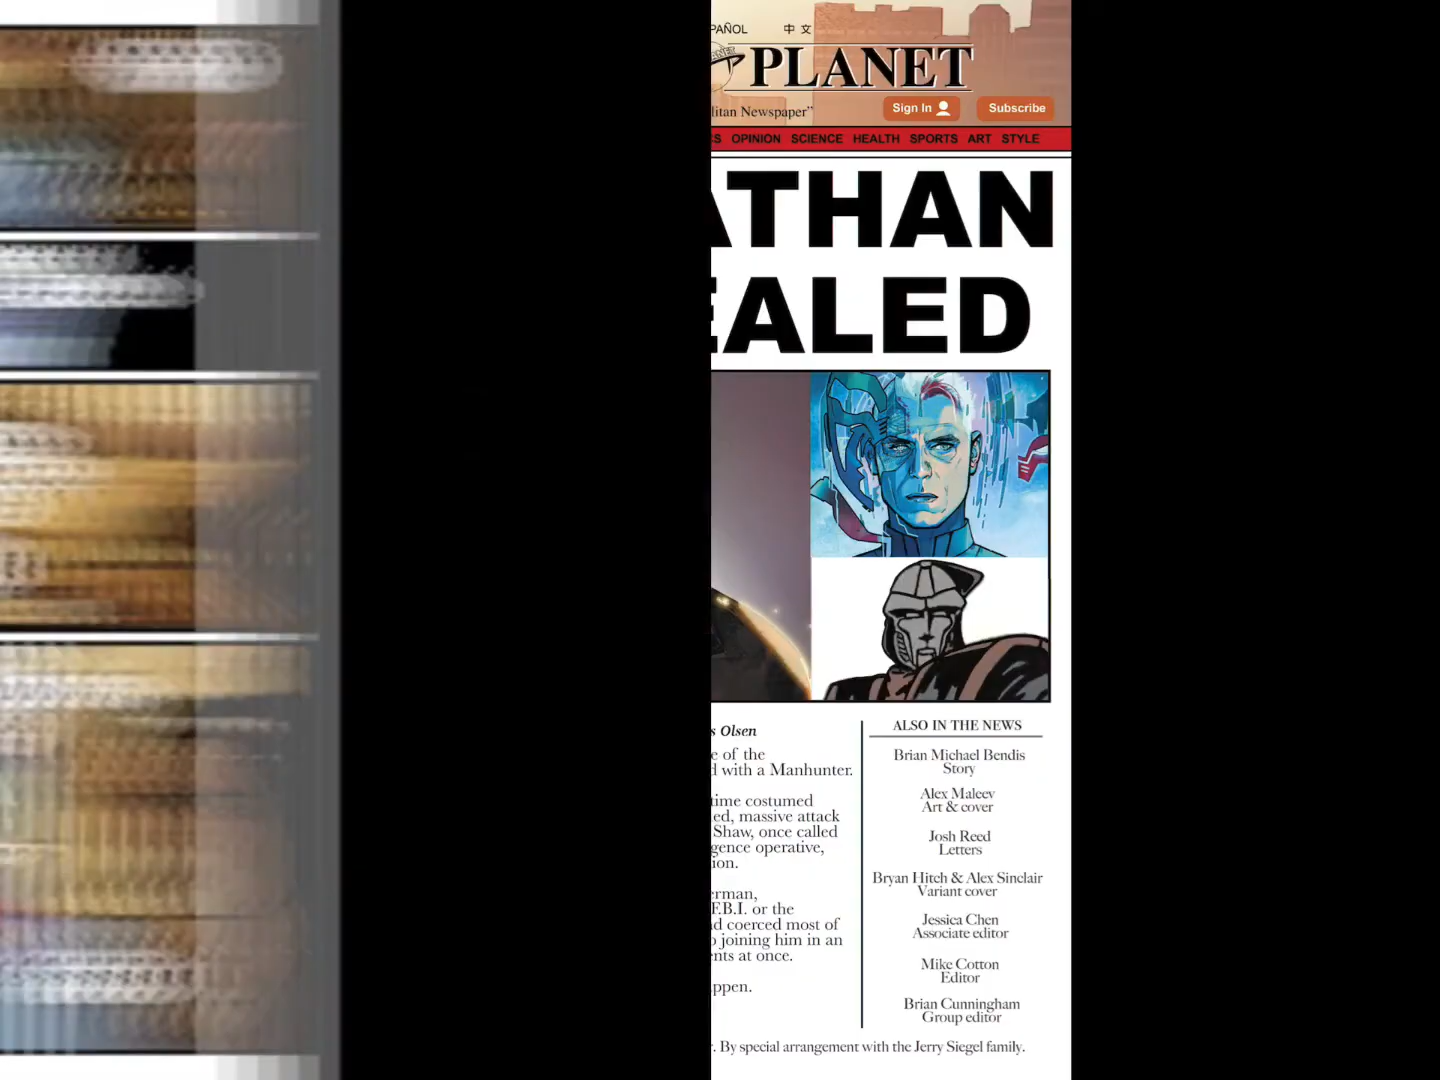 PAÑOL 中文
PLANET
litan Newspaper”
Sign In Subscribe
CS OPINION SCIENCE HEALTH SPORTS ART STYLE
ATHAN
EALED
s Olsen
e of the
d with a Manhunter.
time costumed
ed, massive attack
Shaw, once called
gence operative,
ion.
erman,
F.B.I. or the
d coerced most of
o joining him in an
ents at once.
ppen.
ALSO IN THE NEWS
Brian Michael Bendis
Story
Alex Maleev
Art & cover
Josh Reed
Letters
Bryan Hitch & Alex Sinclair
Variant cover
Jessica Chen
Associate editor
Mike Cotton
Editor
Brian Cunningham
Group editor
. By special arrangement with the Jerry Siegel family.